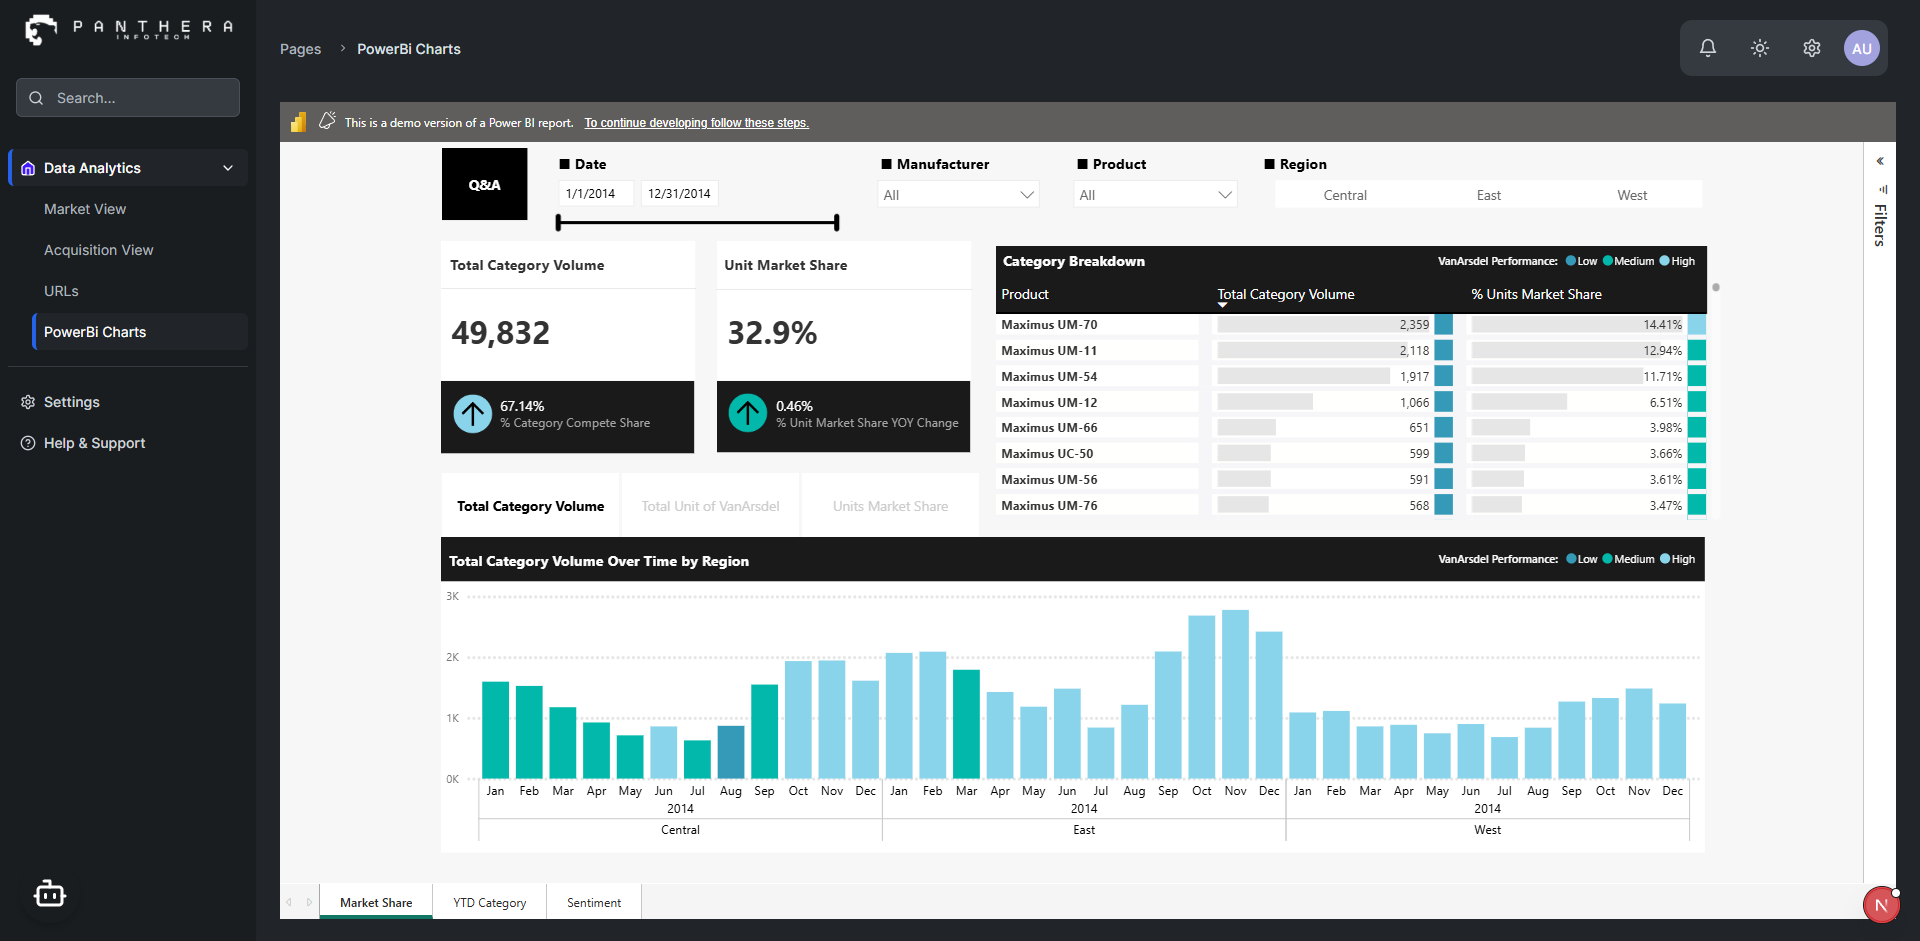 PANTHERA
INFOTECH
Search...
Data Analytics
Market View
Acquisition View
URLs
PowerBi Charts
Settings
Help & Support
Pages > PowerBi Charts
AU
This is a demo version of a Power BI report. To continue developing follow these steps.
Q&A
Date
1/1/2014 12/31/2014
Manufacturer
All
Product
All
Region
Central East West
Filters
Total Category Volume
49,832
67.14%
% Category Compete Share
Unit Market Share
32.9%
0.46%
% Unit Market Share YOY Change
Category Breakdown VanArsdel Performance: Low Medium High
Product Total Category Volume % Units Market Share
Maximus UM-70 2,359 14.41%
Maximus UM-11 2,118 12.94%
Maximus UM-54 1,917 11.71%
Maximus UM-12 1,066 6.51%
Maximus UM-66 651 3.98%
Maximus UC-50 599 3.66%
Maximus UM-56 591 3.61%
Maximus UM-76 568 3.47%
Total Category Volume Total Unit of VanArsdel Units Market Share
Total Category Volume Over Time by Region VanArsdel Performance: Low Medium High
3K
2K
1K
0K
Jan Feb Mar Apr May Jun Jul Aug Sep Oct Nov Dec Jan Feb Mar Apr May Jun Jul Aug Sep Oct Nov Dec Jan Feb Mar Apr May Jun Jul Aug Sep Oct Nov Dec
2014 2014 2014
Central East West
Market Share YTD Category Sentiment
N